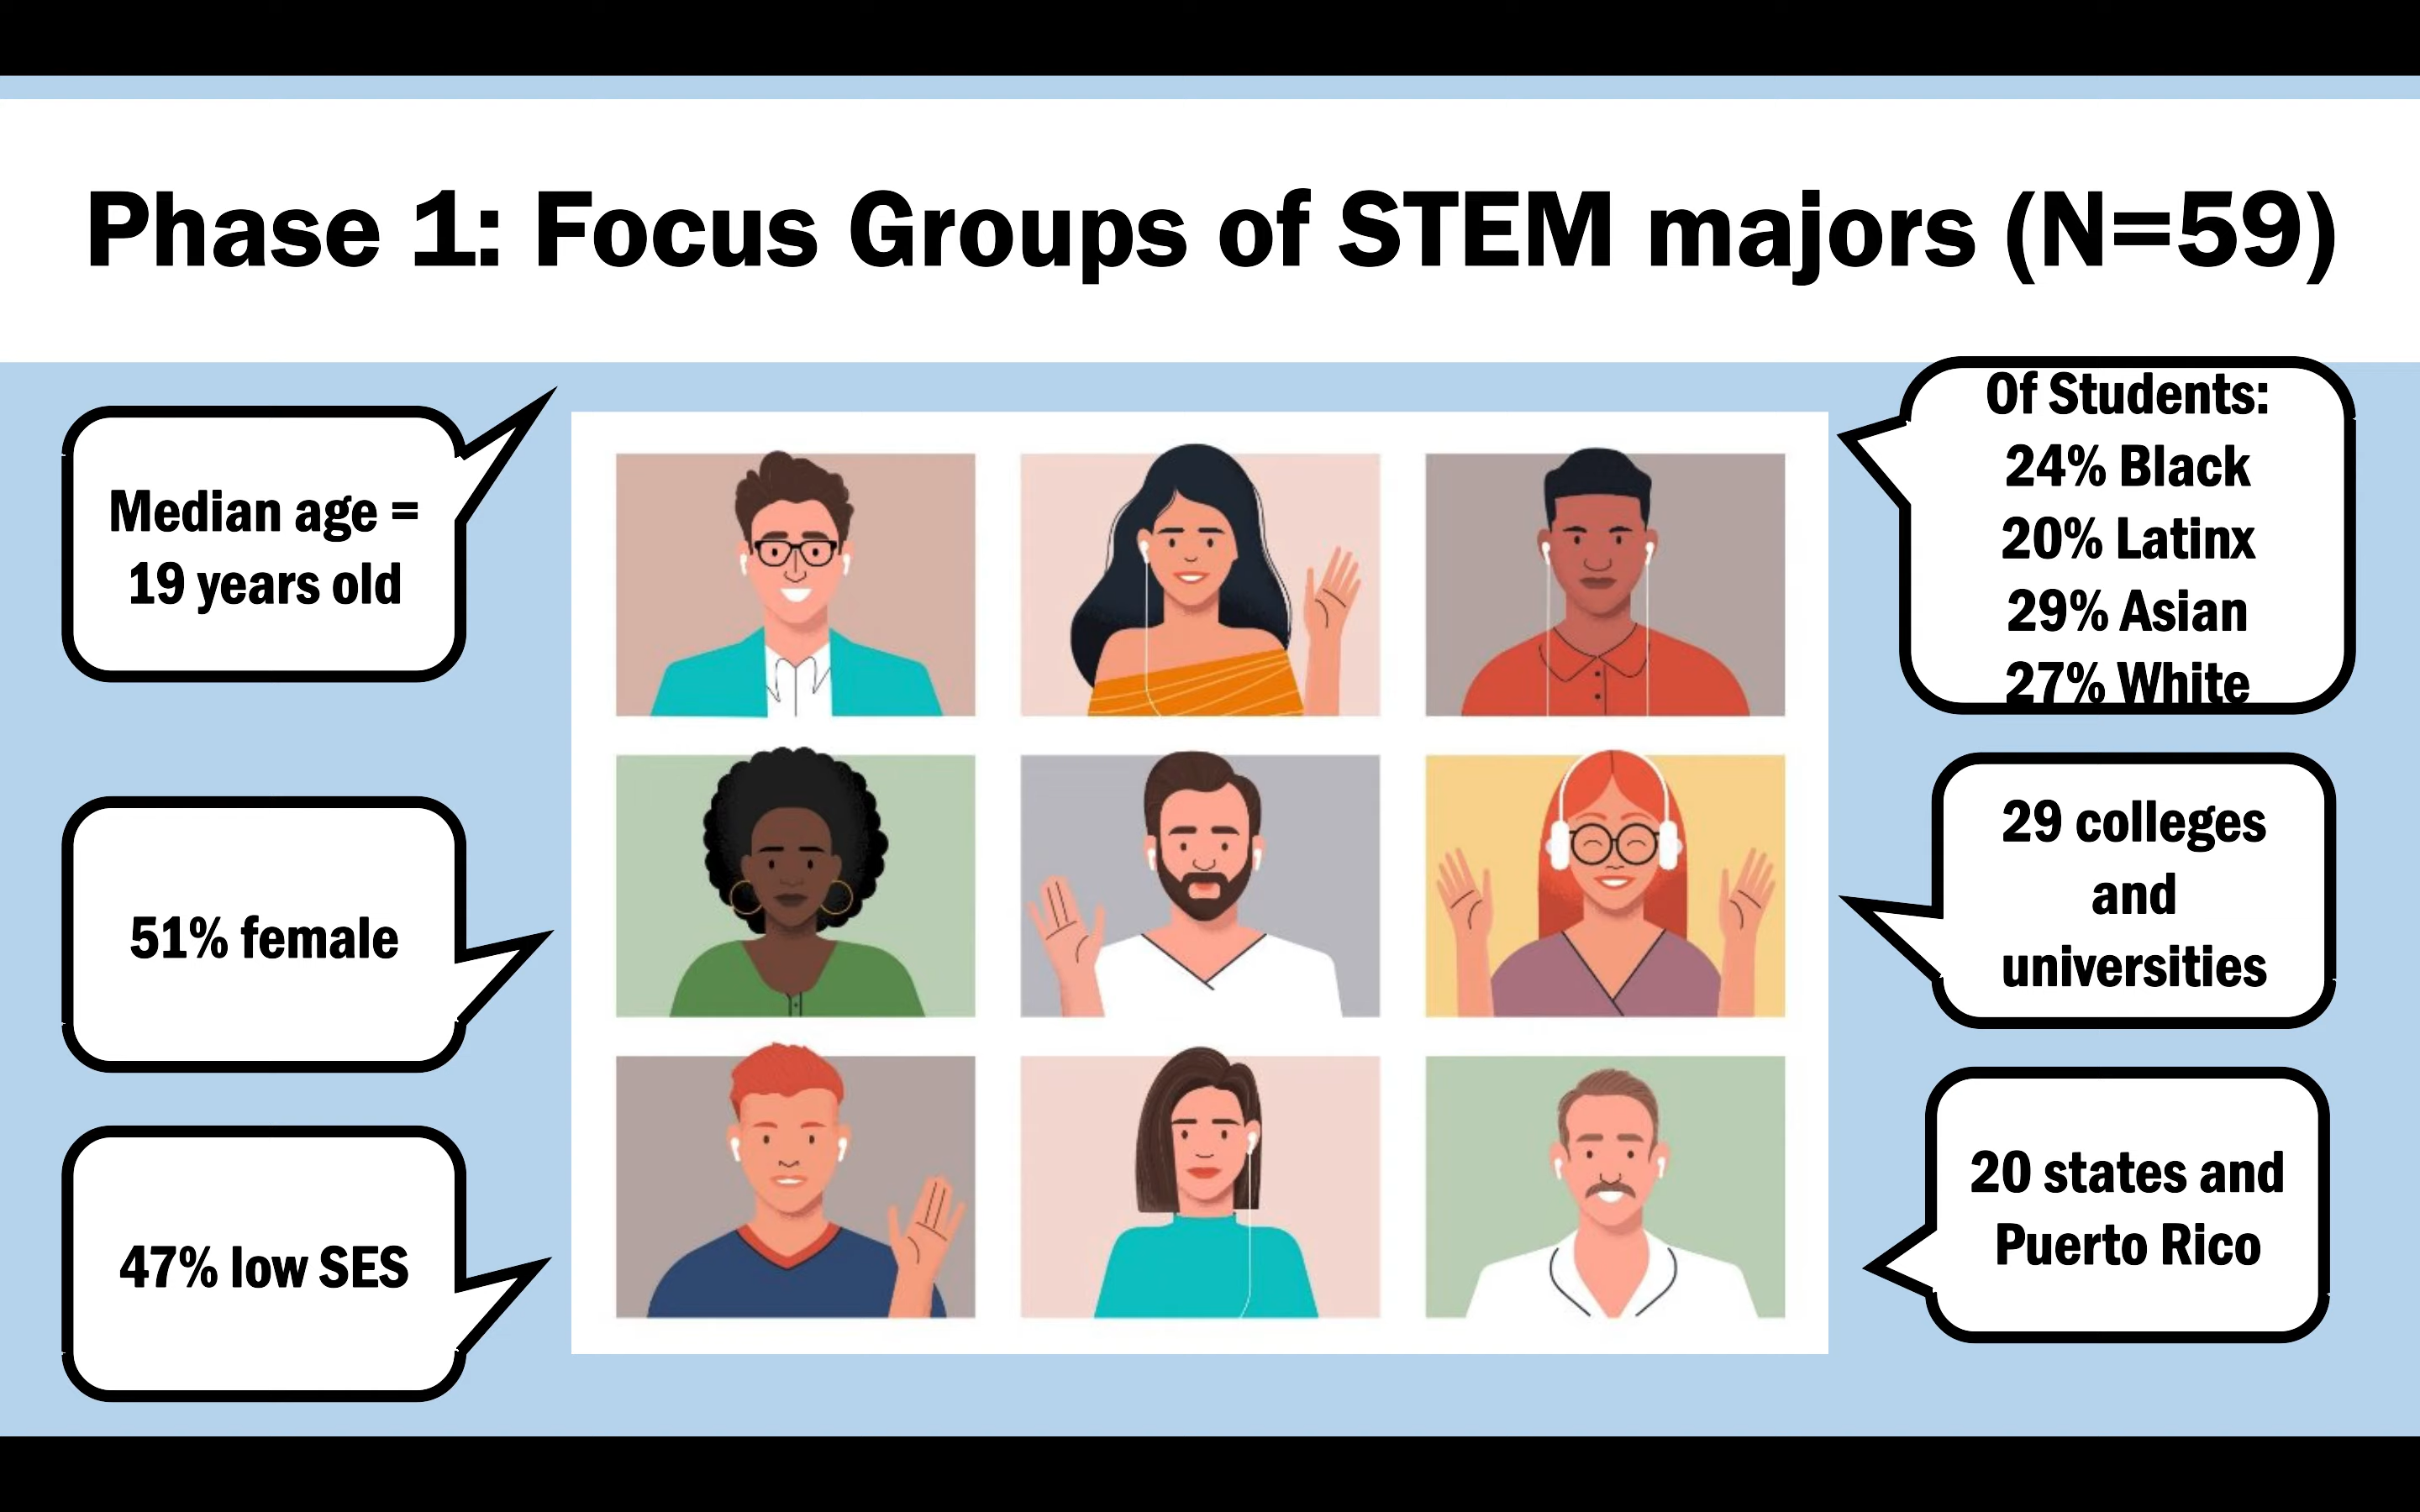 Phase 1: Focus Groups of STEM majors (N=59)
Median age =
19 years old
51% female
47% low SES
Of Students:
24% Black
20% Latinx
29% Asian
27% White
29 colleges
and
universities
20 states and
Puerto Rico